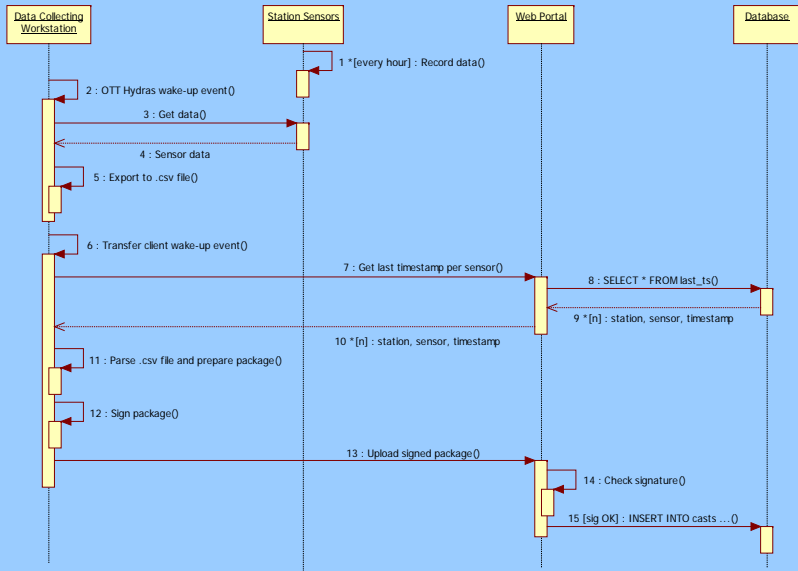 Data Collecting
Workstation
Station Sensors
Web Portal
Database
1 *[every hour] : Record data()
2 : OTT Hydras wake-up event()
3 : Get data()
4 : Sensor data
5 : Export to .csv file()
6 : Transfer client wake-up event()
7 : Get last timestamp per sensor()
8 : SELECT * FROM last_ts()
9 *[n] : station, sensor, timestamp
10 *[n] : station, sensor, timestamp
11 : Parse .csv file and prepare package()
12 : Sign package()
13 : Upload signed package()
14 : Check signature()
15 [sig OK] : INSERT INTO casts ...()